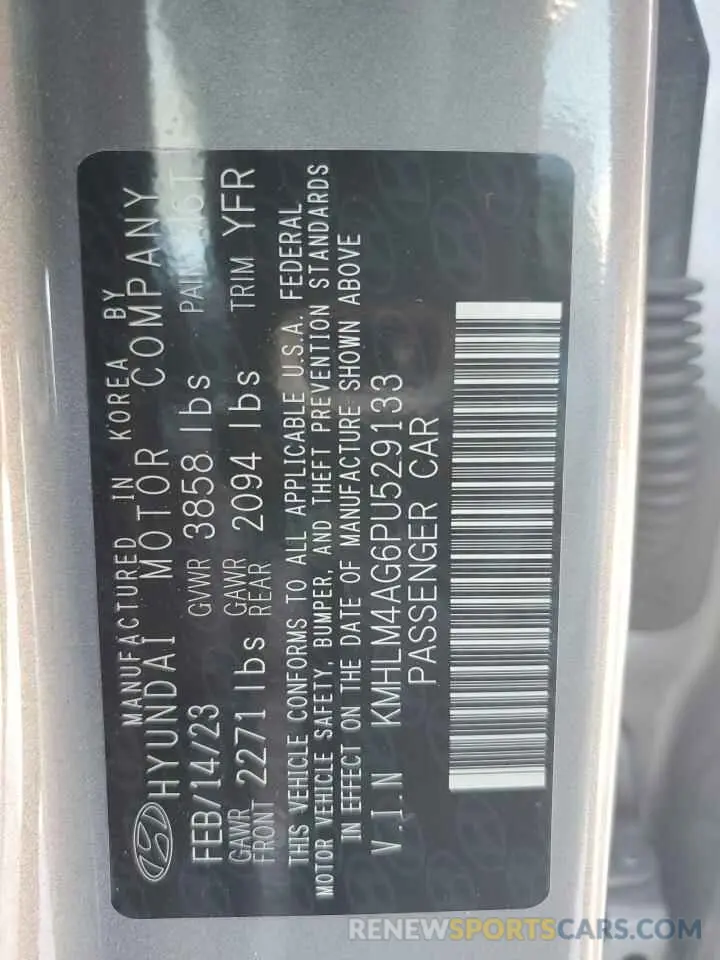 MANUFACTURED IN KOREA BY
HYUNDAI MOTOR COMPANY
FEB/14/23 GVWR 3858 lbs
GAWR FRONT 2271 lbs GAWR REAR 2094 lbs TRIM YFR
THIS VEHICLE CONFORMS TO ALL APPLICABLE U.S.A. FEDERAL
MOTOR VEHICLE SAFETY, BUMPER, AND THEFT PREVENTION STANDARDS
IN EFFECT ON THE DATE OF MANUFACTURE SHOWN ABOVE
V.I.N KMHLM4AG6PU529133
PASSENGER CAR
RENEWSPORTSCARS.COM